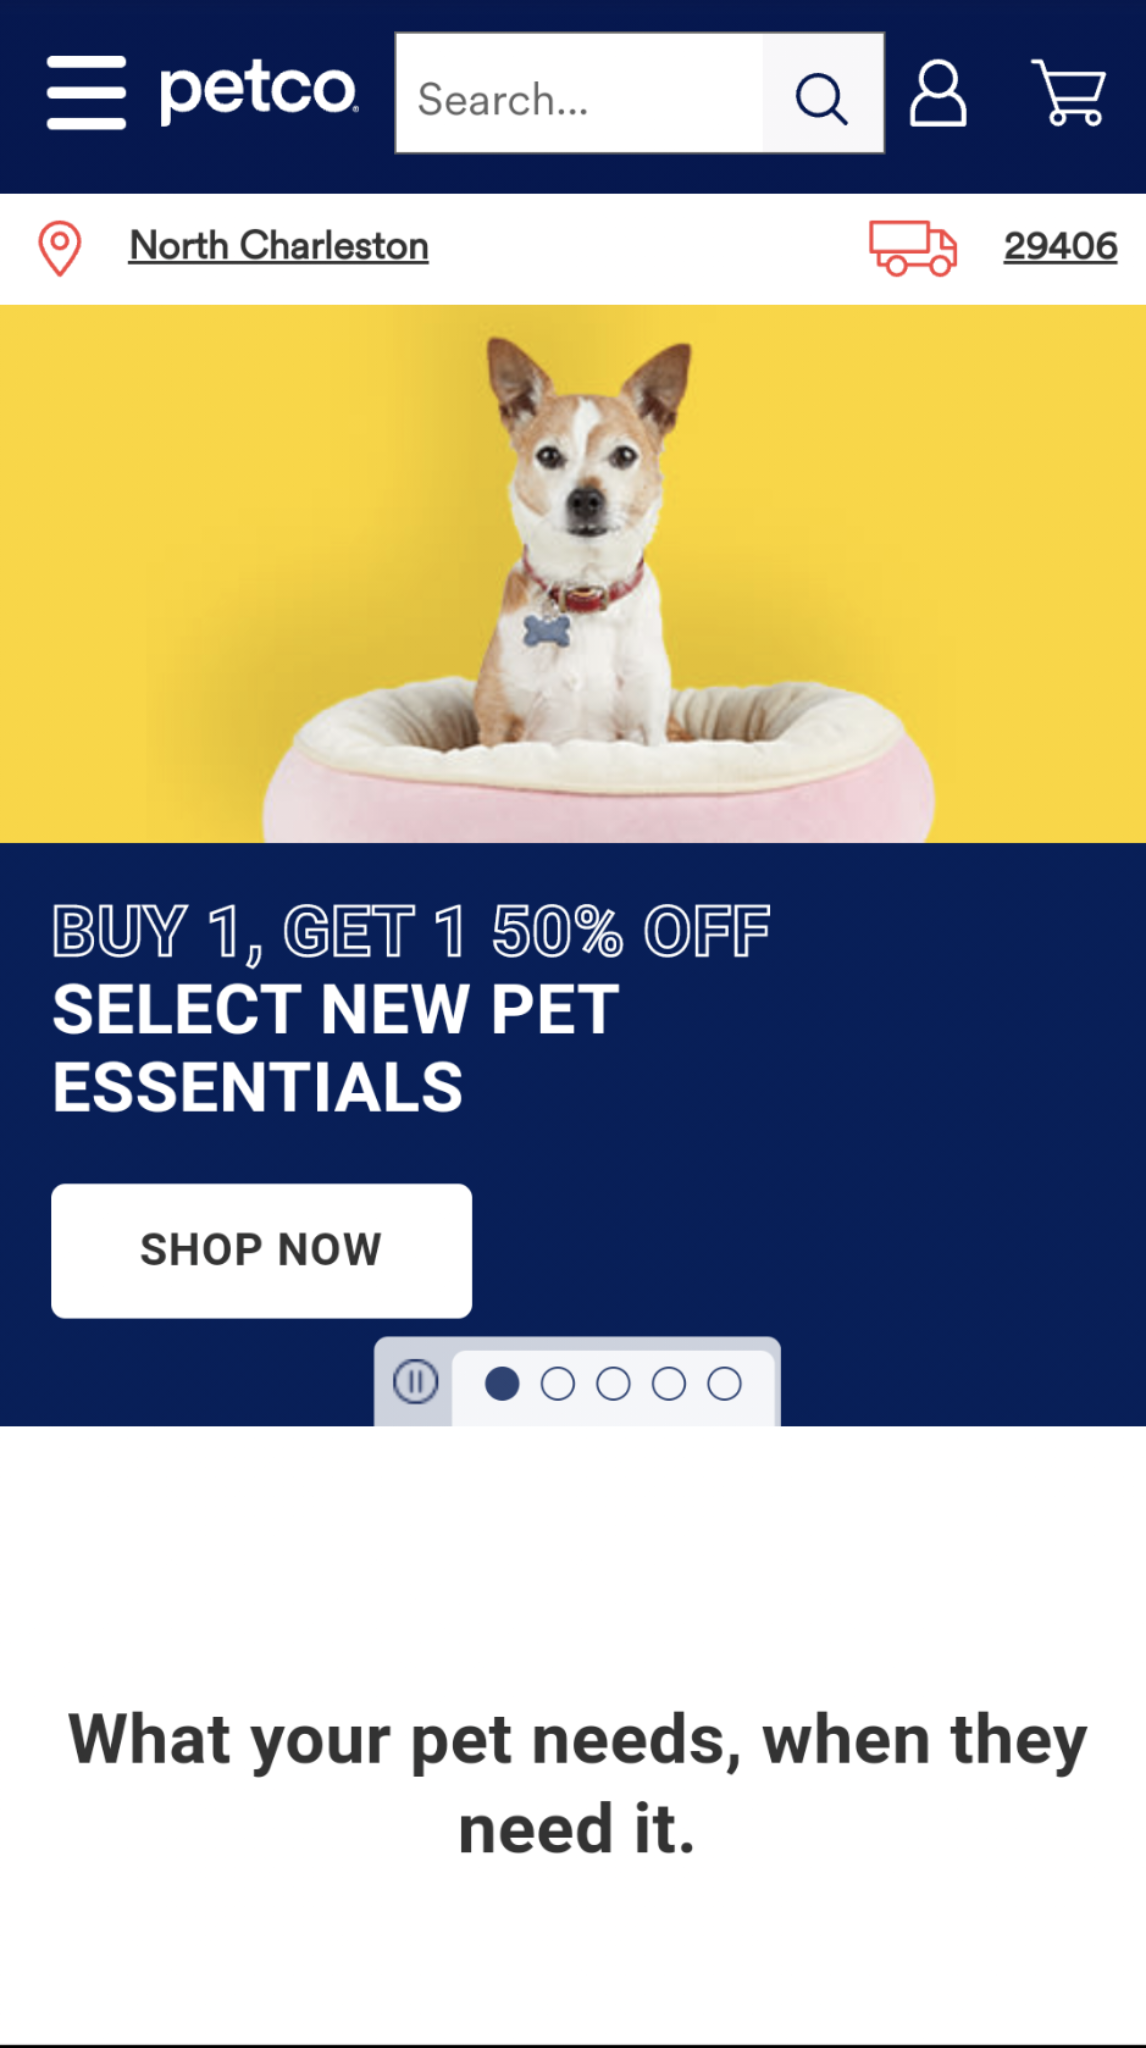 petco
Search...
North Charleston
29406
BUY 1, GET 1 50% OFF
SELECT NEW PET
ESSENTIALS
SHOP NOW
What your pet needs, when they
need it.